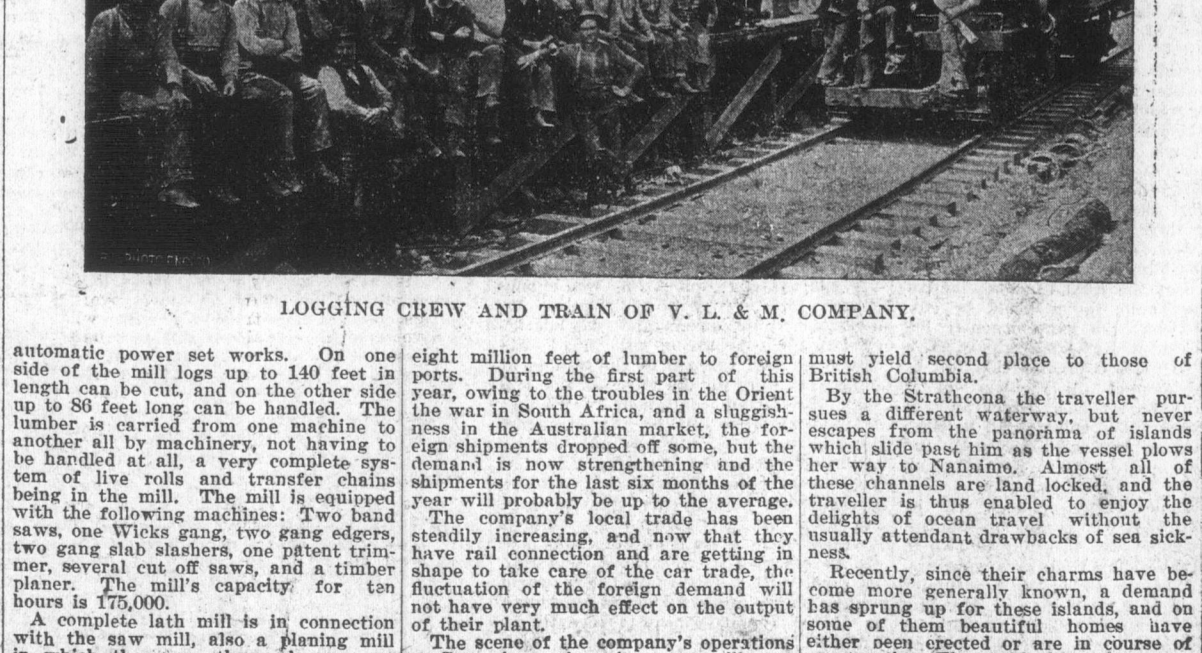 LOGGING CREW AND TRAIN OF V. L. & M. COMPANY.
automatic power set works. On one
side of the mill logs up to 140 feet in
length can be cut, and on the other side
up to 86 feet long can be handled. The
lumber is carried from one machine to
another all by machinery, not having to
be handled at all, a very complete sys-
tem of live rolls and transfer chains
being in the mill. The mill is equipped
with the following machines: Two band
saws, one Wicks gang, two gang edgers,
two gang slab slashers, one patent trim-
mer, several cut off saws, and a timber
planer. The mill's capacity for ten
hours is 175,000.
A complete lath mill is in connection
with the saw mill, also a planing mill
eight million feet of lumber to foreign
ports. During the first part of this
year, owing to the troubles in the Orient
the war in South Africa, and a sluggish-
ness in the Australian market, the for-
eign shipments dropped off some, but the
demand is now strengthening and the
shipments for the last six months of the
year will probably be up to the average.
The company's local trade has been
steadily increasing, and now that they
have rail connection and are getting in
shape to take care of the car trade, the
fluctuation of the foreign demand will
not have very much effect on the output
of their plant.
The scene of the company's operations
must yield second place to those of
British Columbia.
By the Strathcona the traveller pur-
sues a different waterway, but never
escapes from the panorama of islands
which slide past him as the vessel plows
her way to Nanaimo. Almost all of
these channels are land locked, and the
traveller is thus enabled to enjoy the
delights of ocean travel without the
usually attendant drawbacks of sea sick-
ness.
Recently, since their charms have be-
come more generally known, a demand
has sprung up for these islands, and on
some of them beautiful homes have
either been erected or are in course of